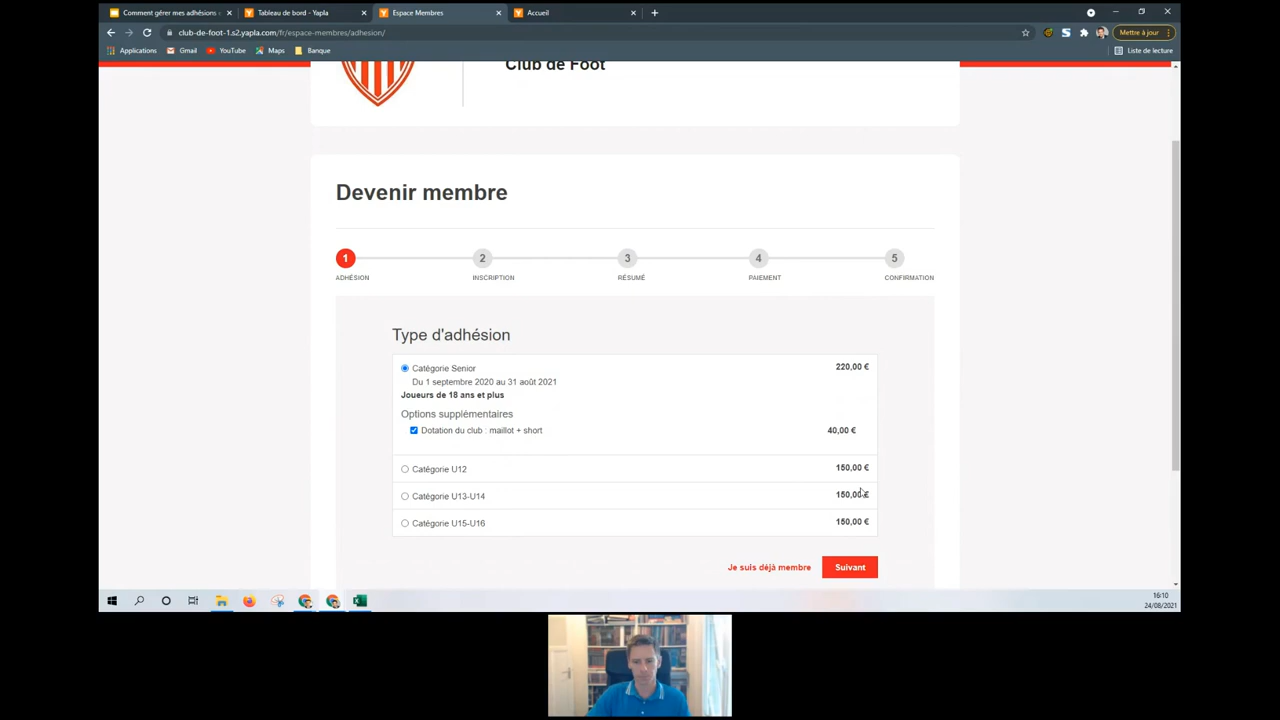 Comment gérer mes adhésions
Tableau de bord - Yapla
Espace Membres
Accueil
club-de-foot-1.s2.yapla.com/fr/espace-membres/adhesion/
Mettre à jour
Applications
Gmail
YouTube
Maps
Banque
Liste de lecture
Club de Foot
Devenir membre
1
2
3
4
5
ADHÉSION
INSCRIPTION
RÉSUMÉ
PAIEMENT
CONFIRMATION
Type d'adhésion
Catégorie Senior 220,00 €
Du 1 septembre 2020 au 31 août 2021
Joueurs de 18 ans et plus
Options supplémentaires
Dotation du club : maillot + short 40,00 €
Catégorie U12 150,00 €
Catégorie U13-U14 150,00 €
Catégorie U15-U16 150,00 €
Je suis déjà membre
Suivant
16:10
24/08/2021